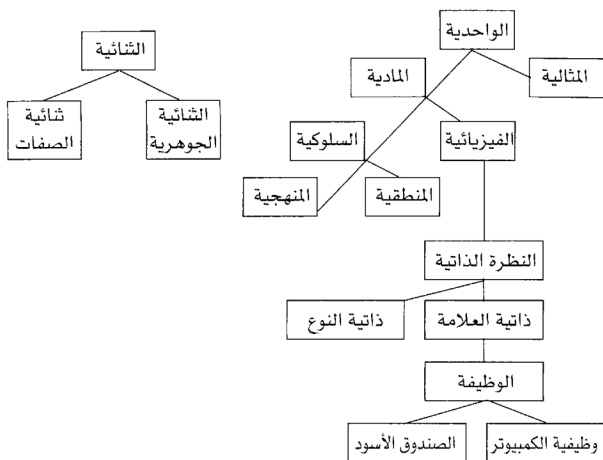 الواحدية
الثنائية
المثالية
المادية
ثنائية
الصفات
الثنائية
الجوهرية
السلوكية
الفيزيائية
المنهجية
المنطقية
النظرة الذاتية
ذاتية النوع
ذاتية العلامة
الوظيفة
الصندوق الأسود
وظيفية الكمبيوتر